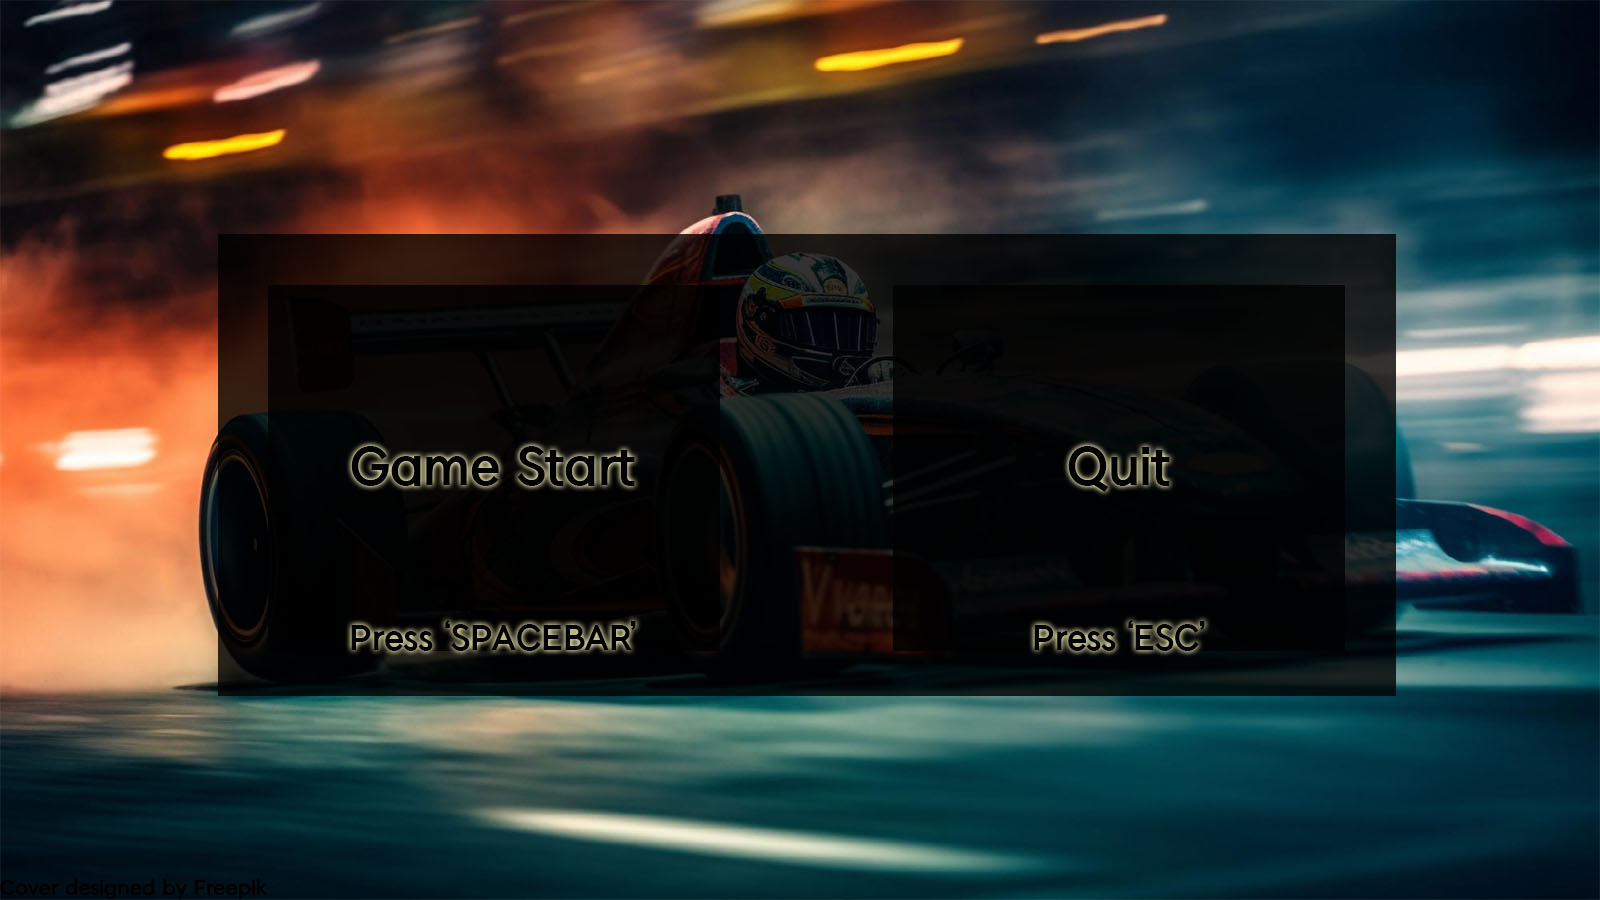 Game Start
Quit
Press ‘SPACEBAR’
Press ‘ESC’
Cover designed by Freepik